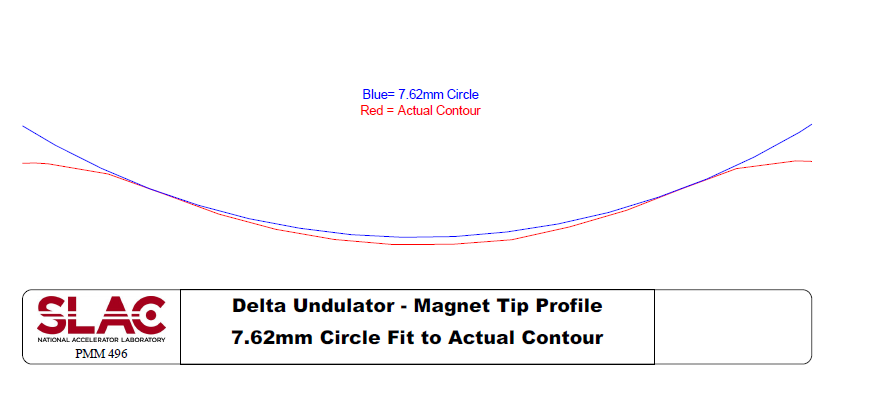 Blue= 7.62mm Circle
Red = Actual Contour
SLAC
NATIONAL ACCELERATOR LABORATORY
PMM 496
Delta Undulator - Magnet Tip Profile
7.62mm Circle Fit to Actual Contour